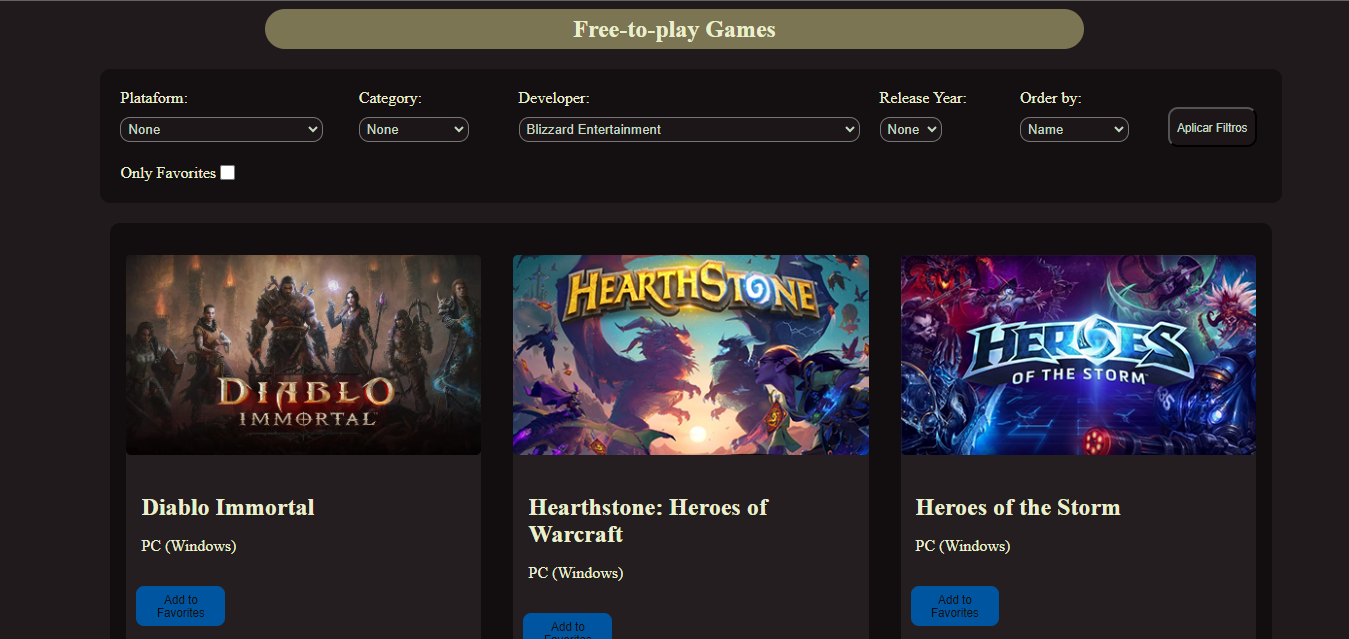 Free-to-play Games
Plataform:
Category:
Developer:
Release Year:
Order by:
None
None
Blizzard Entertainment
None
Name
Aplicar Filtros
Only Favorites
DIABLO
IMMORTAL
HEARTHSTONE
HEROES
OF THE STORM
Diablo Immortal
Hearthstone: Heroes of
Warcraft
Heroes of the Storm
PC (Windows)
PC (Windows)
PC (Windows)
Add to
Favorites
Add to
Favorites
Add to
Favorites